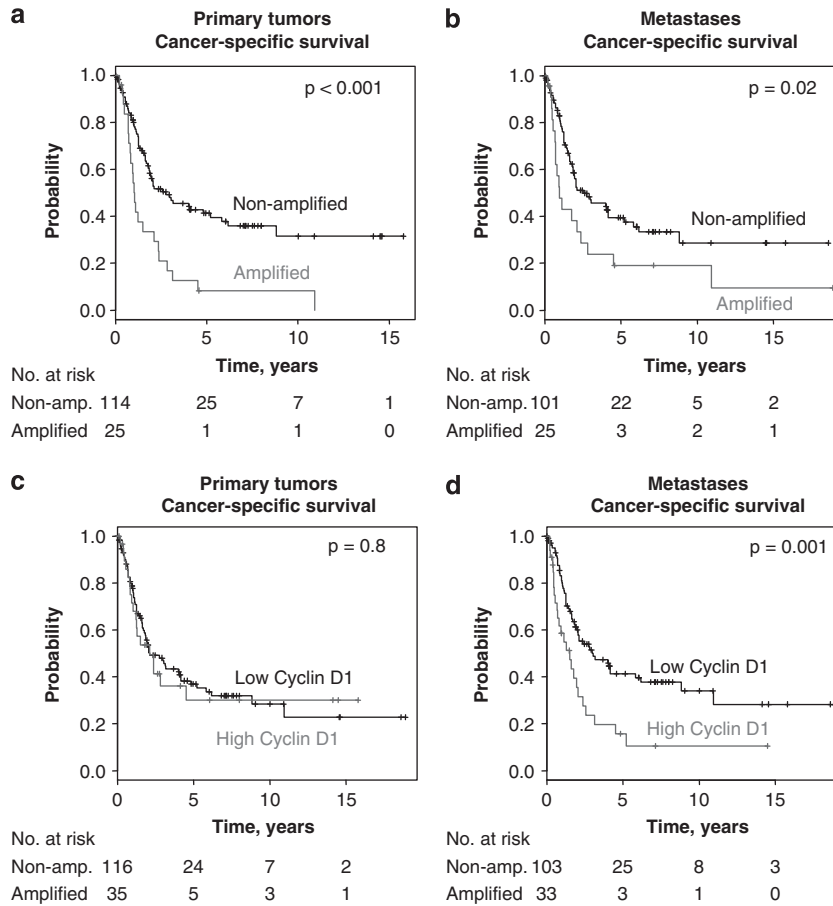 a
Primary tumors
Cancer-specific survival
p < 0.001
1.0
0.8
0.6
0.4
0.2
0.0
Probability
Non-amplified
Amplified
0 5 10 15
Time, years
No. at risk
Non-amp. 114 25 7 1
Amplified 25 1 1 0
b
Metastases
Cancer-specific survival
p = 0.02
1.0
0.8
0.6
0.4
0.2
0.0
Probability
Non-amplified
Amplified
0 5 10 15
Time, years
No. at risk
Non-amp. 101 22 5 2
Amplified 25 3 2 1
c
Primary tumors
Cancer-specific survival
p = 0.8
1.0
0.8
0.6
0.4
0.2
0.0
Probability
Low Cyclin D1
High Cyclin D1
0 5 10 15
Time, years
No. at risk
Non-amp. 116 24 7 2
Amplified 35 5 3 1
d
Metastases
Cancer-specific survival
p = 0.001
1.0
0.8
0.6
0.4
0.2
0.0
Probability
Low Cyclin D1
High Cyclin D1
0 5 10 15
Time, years
No. at risk
Non-amp. 103 25 8 3
Amplified 33 3 1 0